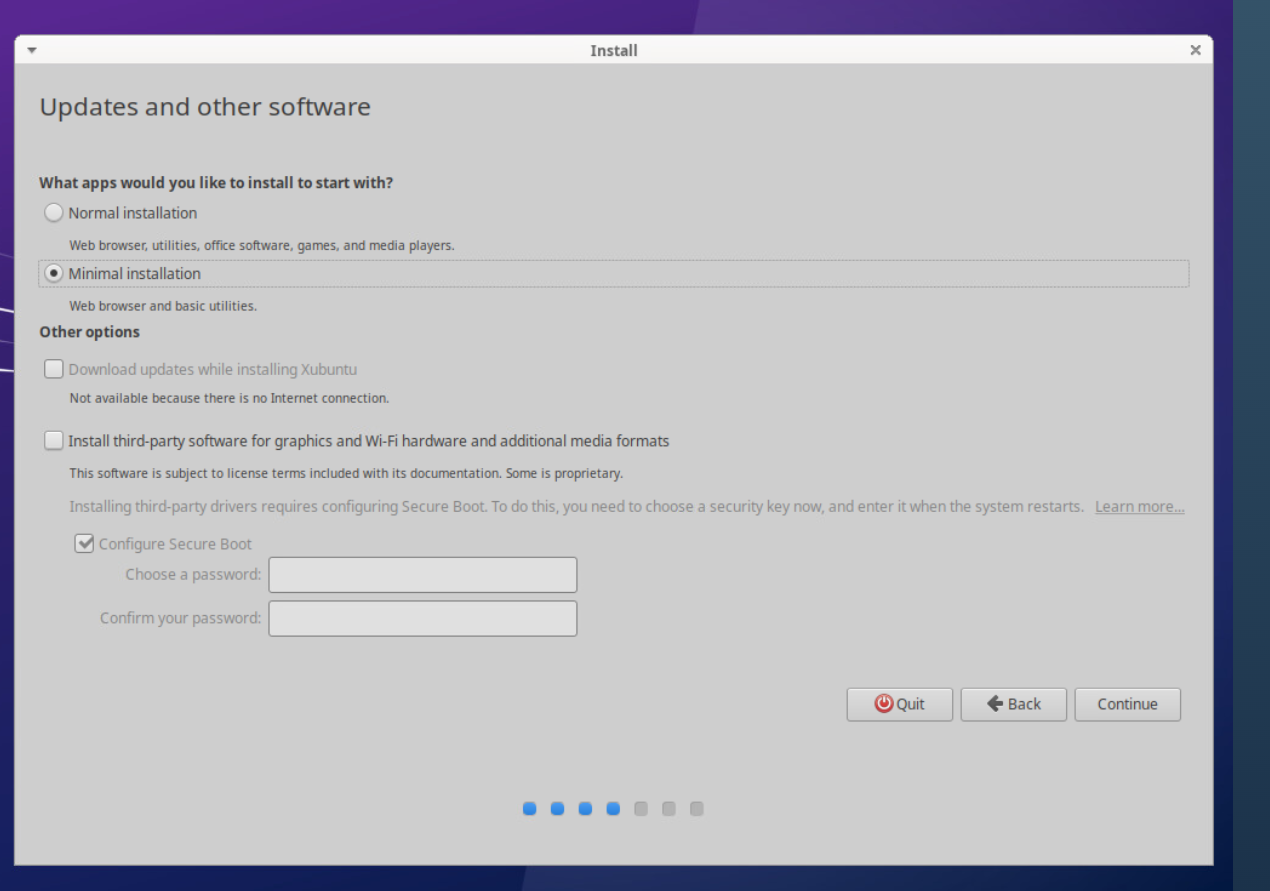 Install
Updates and other software
What apps would you like to install to start with?
Normal installation
Web browser, utilities, office software, games, and media players.
Minimal installation
Web browser and basic utilities.
Other options
Download updates while installing Xubuntu
Not available because there is no Internet connection.
Install third-party software for graphics and Wi-Fi hardware and additional media formats
This software is subject to license terms included with its documentation. Some is proprietary.
Installing third-party drivers requires configuring Secure Boot. To do this, you need to choose a security key now, and enter it when the system restarts. Learn more...
Configure Secure Boot
Choose a password:
Confirm your password:
Quit Back Continue